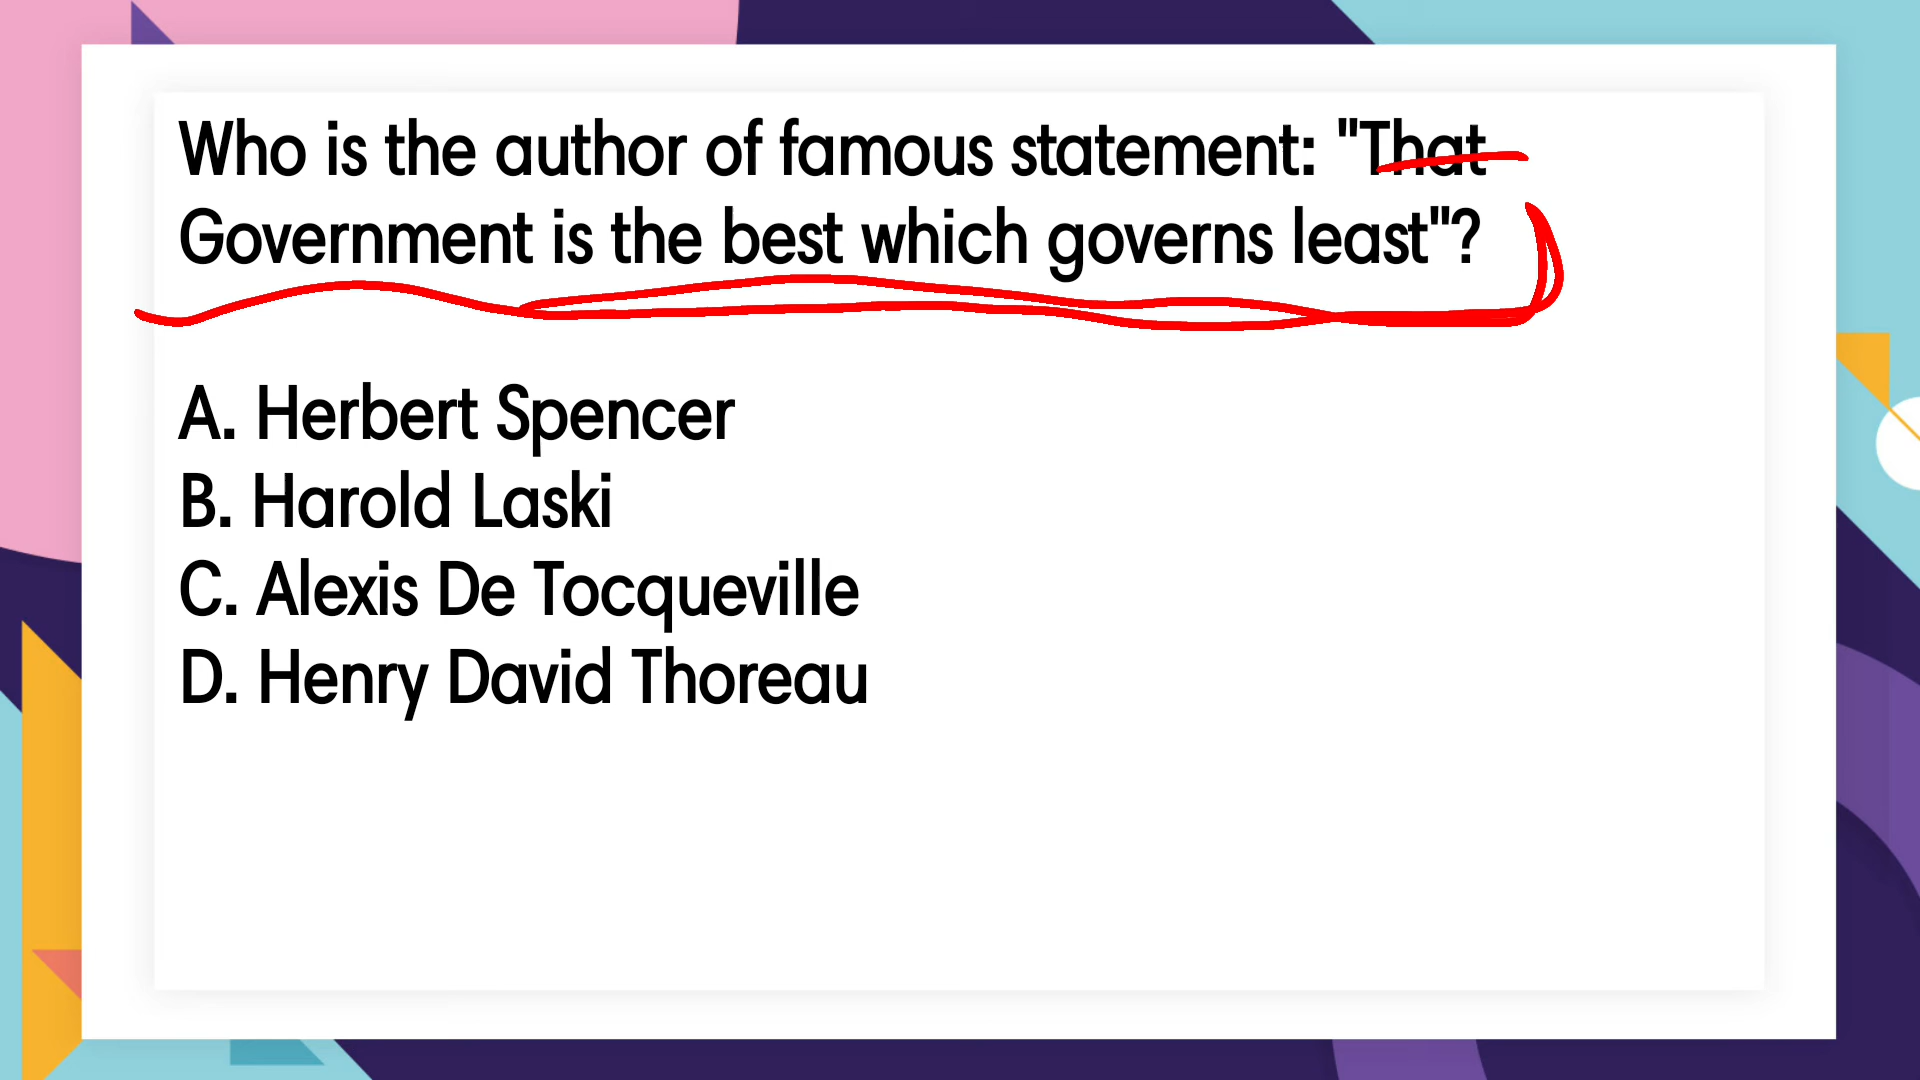 Who is the author of famous statement: "That
Government is the best which governs least"?
A. Herbert Spencer
B. Harold Laski
C. Alexis De Tocqueville
D. Henry David Thoreau